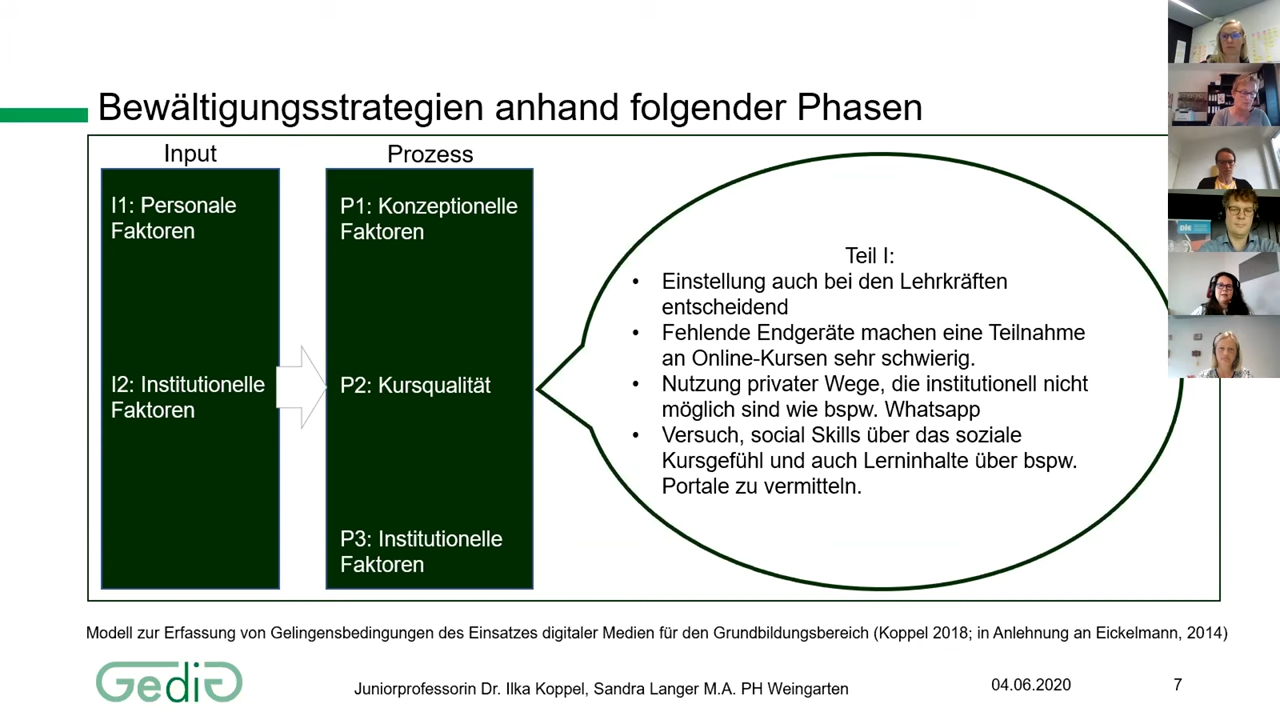 Bewältigungsstrategien anhand folgender Phasen
Input
Prozess
I1: Personale
Faktoren
I2: Institutionelle
Faktoren
P1: Konzeptionelle
Faktoren
P2: Kursqualität
P3: Institutionelle
Faktoren
Teil I:
• Einstellung auch bei den Lehrkräften
entscheidend
• Fehlende Endgeräte machen eine Teilnahme
an Online-Kursen sehr schwierig.
• Nutzung privater Wege, die institutionell nicht
möglich sind wie bspw. Whatsapp
• Versuch, social Skills über das soziale
Kursgefühl und auch Lerninhalte über bspw.
Portale zu vermitteln.
DIE
Modell zur Erfassung von Gelingensbedingungen des Einsatzes digitaler Medien für den Grundbildungsbereich (Koppel 2018; in Anlehnung an Eickelmann, 2014)
GediG
Juniorprofessorin Dr. Ilka Koppel, Sandra Langer M.A. PH Weingarten
04.06.2020
7